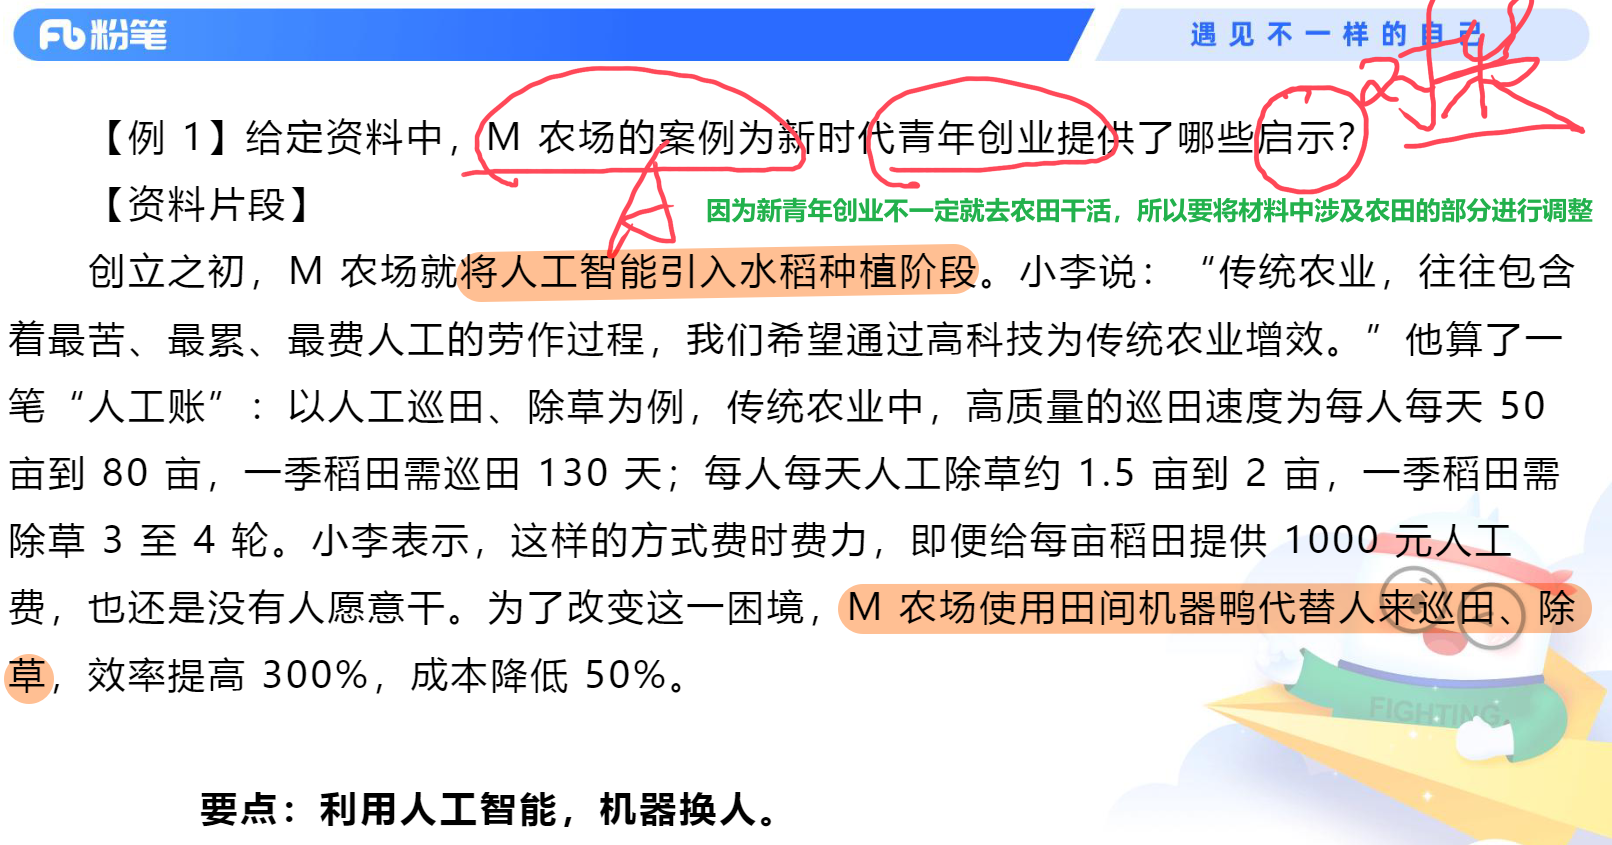 粉笔
遇见不一样的自己
对策
【例 1】给定资料中，M 农场的案例为新时代青年创业提供了哪些启示？
【资料片段】
因为新青年创业不一定就去农田干活，所以要将材料中涉及农田的部分进行调整
A
创立之初，M 农场就将人工智能引入水稻种植阶段。小李说：“传统农业，往往包含
着最苦、最累、最费人工的劳作过程，我们希望通过高科技为传统农业增效。”他算了一
笔“人工账”：以人工巡田、除草为例，传统农业中，高质量的巡田速度为每人每天 50
亩到 80 亩，一季稻田需巡田 130 天；每人每天人工除草约 1.5 亩到 2 亩，一季稻田需
除草 3 至 4 轮。小李表示，这样的方式费时费力，即便给每亩稻田提供 1000 元人工
费，也还是没有人愿意干。为了改变这一困境，M 农场使用田间机器鸭代替人来巡田、除
草，效率提高 300%，成本降低 50%。
FIGHTING.
要点：利用人工智能，机器换人。